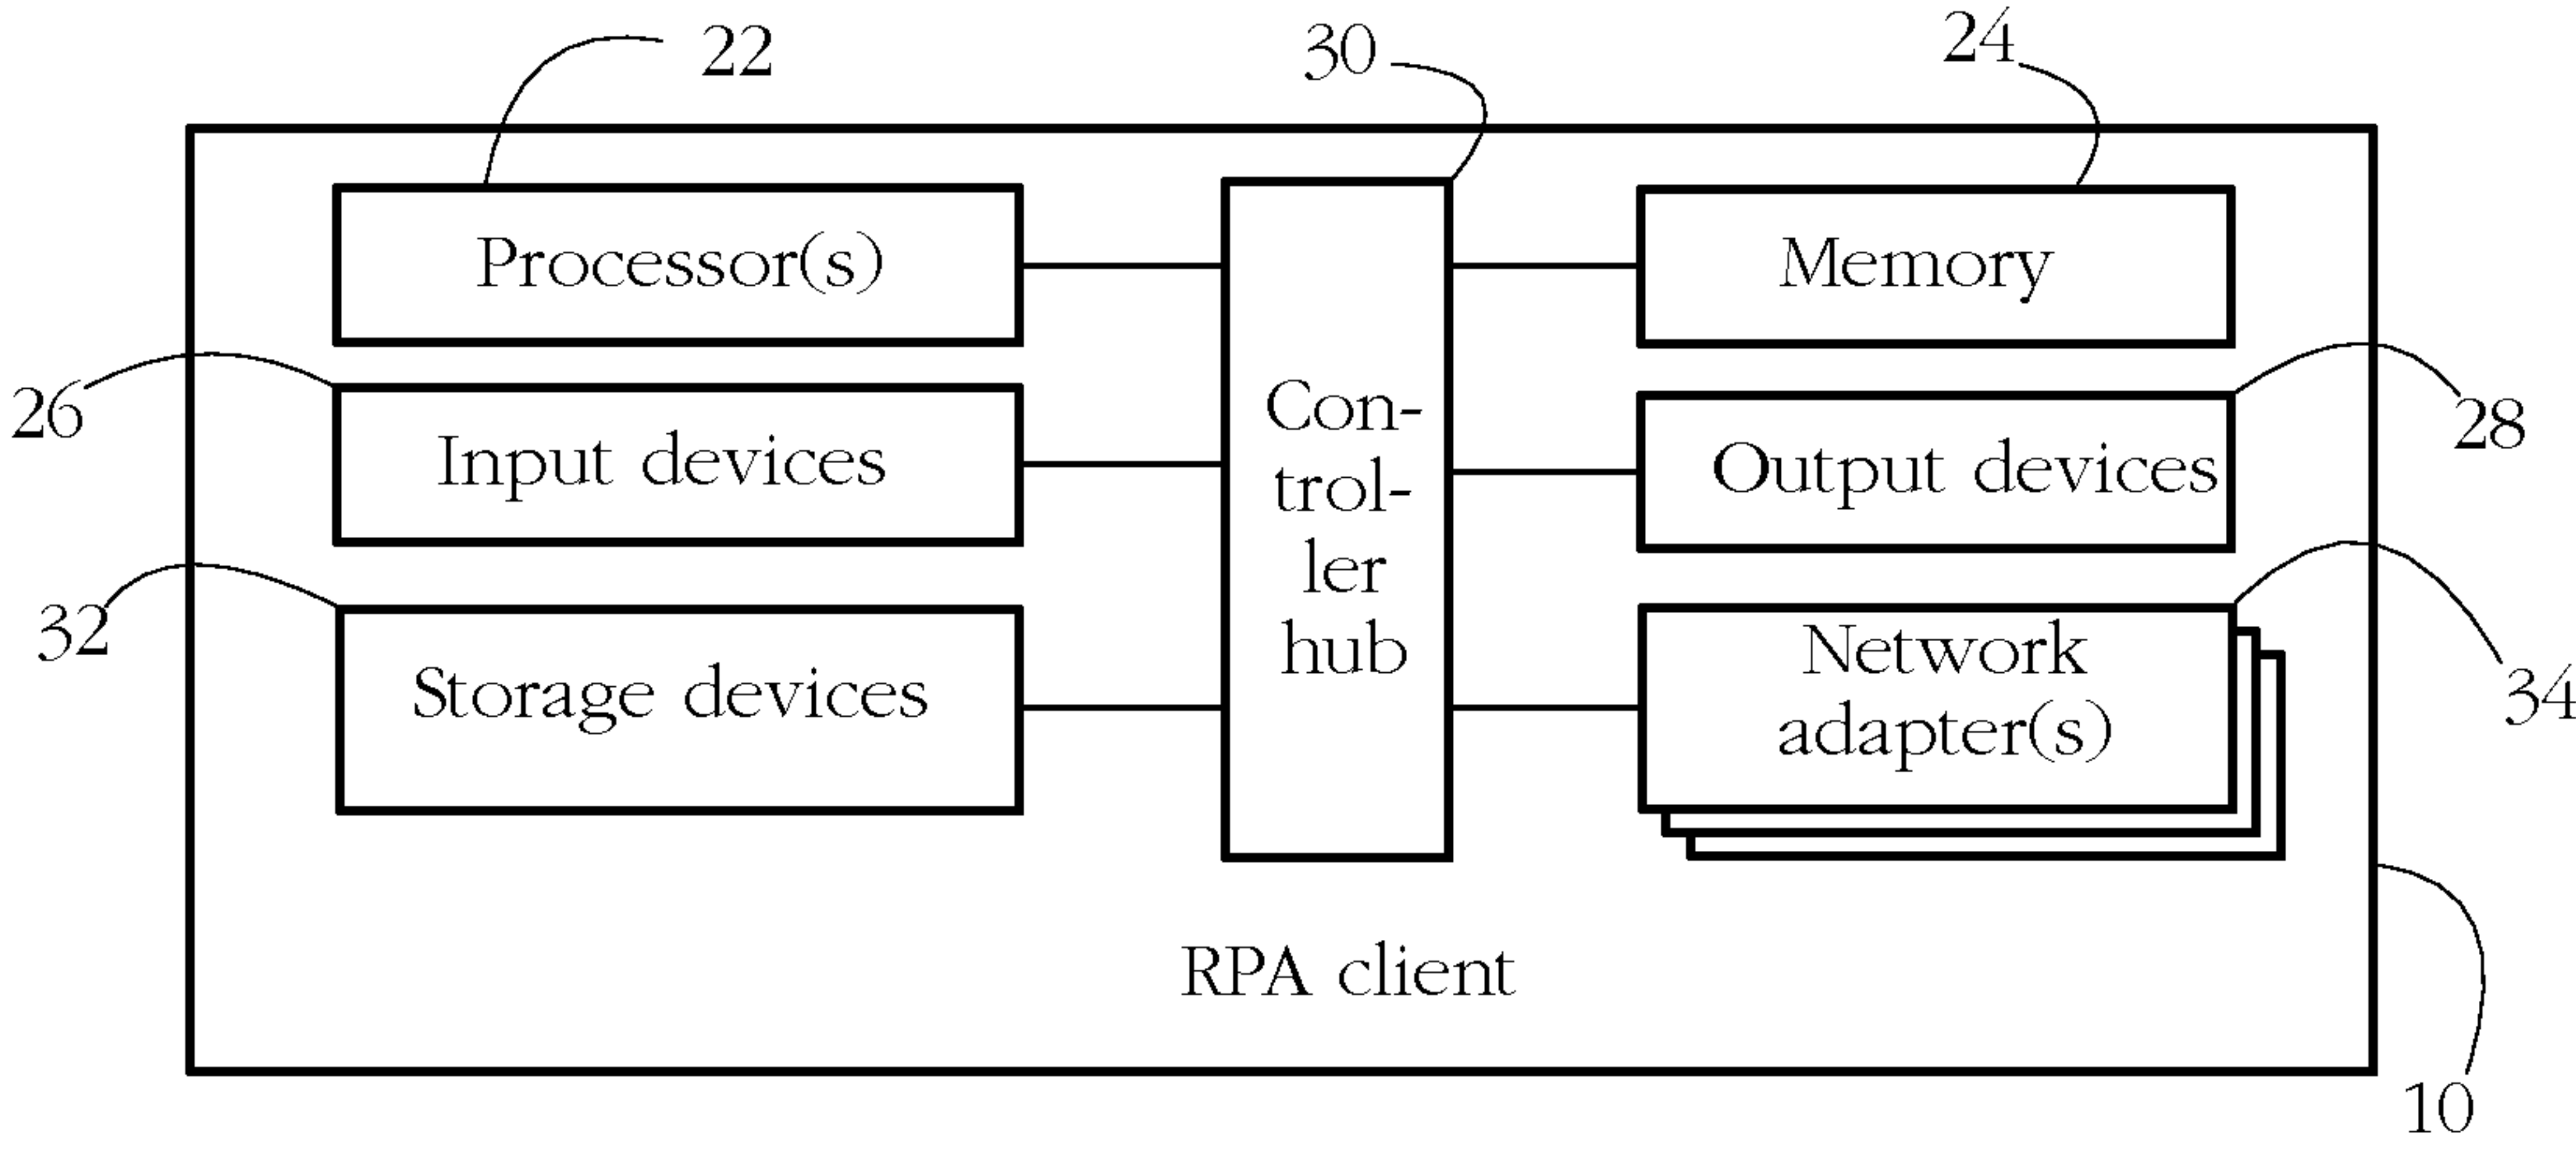 22
30
24
Processor(s)
Memory
26
Input devices
Con-
trol-
ler
hub
Output devices
28
32
Storage devices
Network
adapter(s)
34
RPA client
10